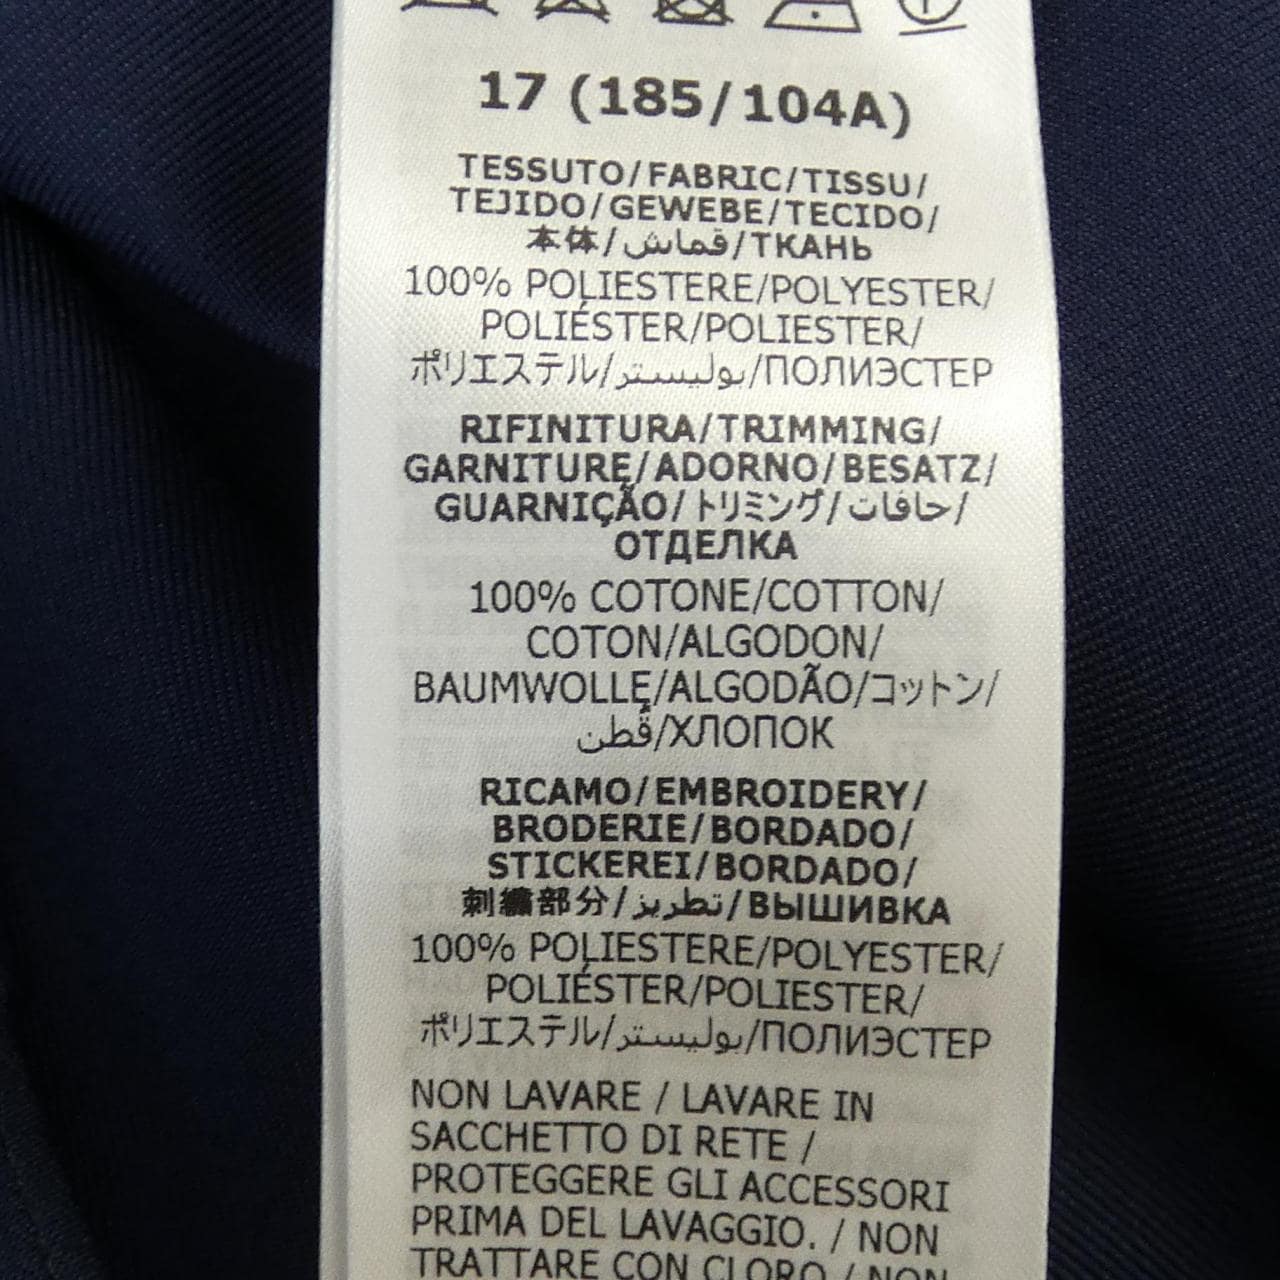 17 (185/104A)
TESSUTO/FABRIC/TISSU/
TEJIDO/GEWEBE/TECIDO/
本体/قماش/ТКАНЬ
100% POLIESTERE/POLYESTER/
POLIÉSTER/POLIESTER/
ポリエステル/بوليستر/ПОЛИЭСТЕР
RIFINITURA/TRIMMING/
GARNITURE/ADORNO/BESATZ/
GUARNIÇÃO/トリミング/حافات/
ОТДЕЛКА
100% COTONE/COTTON/
COTON/ALGODON/
BAUMWOLLE/ALGODÃO/コットン/
قطن/ХЛОПОК
RICAMO/EMBROIDERY/
BRODERIE/BORDADO/
STICKEREI/BORDADO/
刺繍部分/تطريز/ВЫШИВКА
100% POLIESTERE/POLYESTER/
POLIÉSTER/POLIESTER/
ポリエステル/بوليستر/ПОЛИЭСТЕР
NON LAVARE / LAVARE IN
SACCHETTO DI RETE /
PROTEGGERE GLI ACCESSORI
PRIMA DEL LAVAGGIO. / NON
TRATTARE CON CLORO / NON